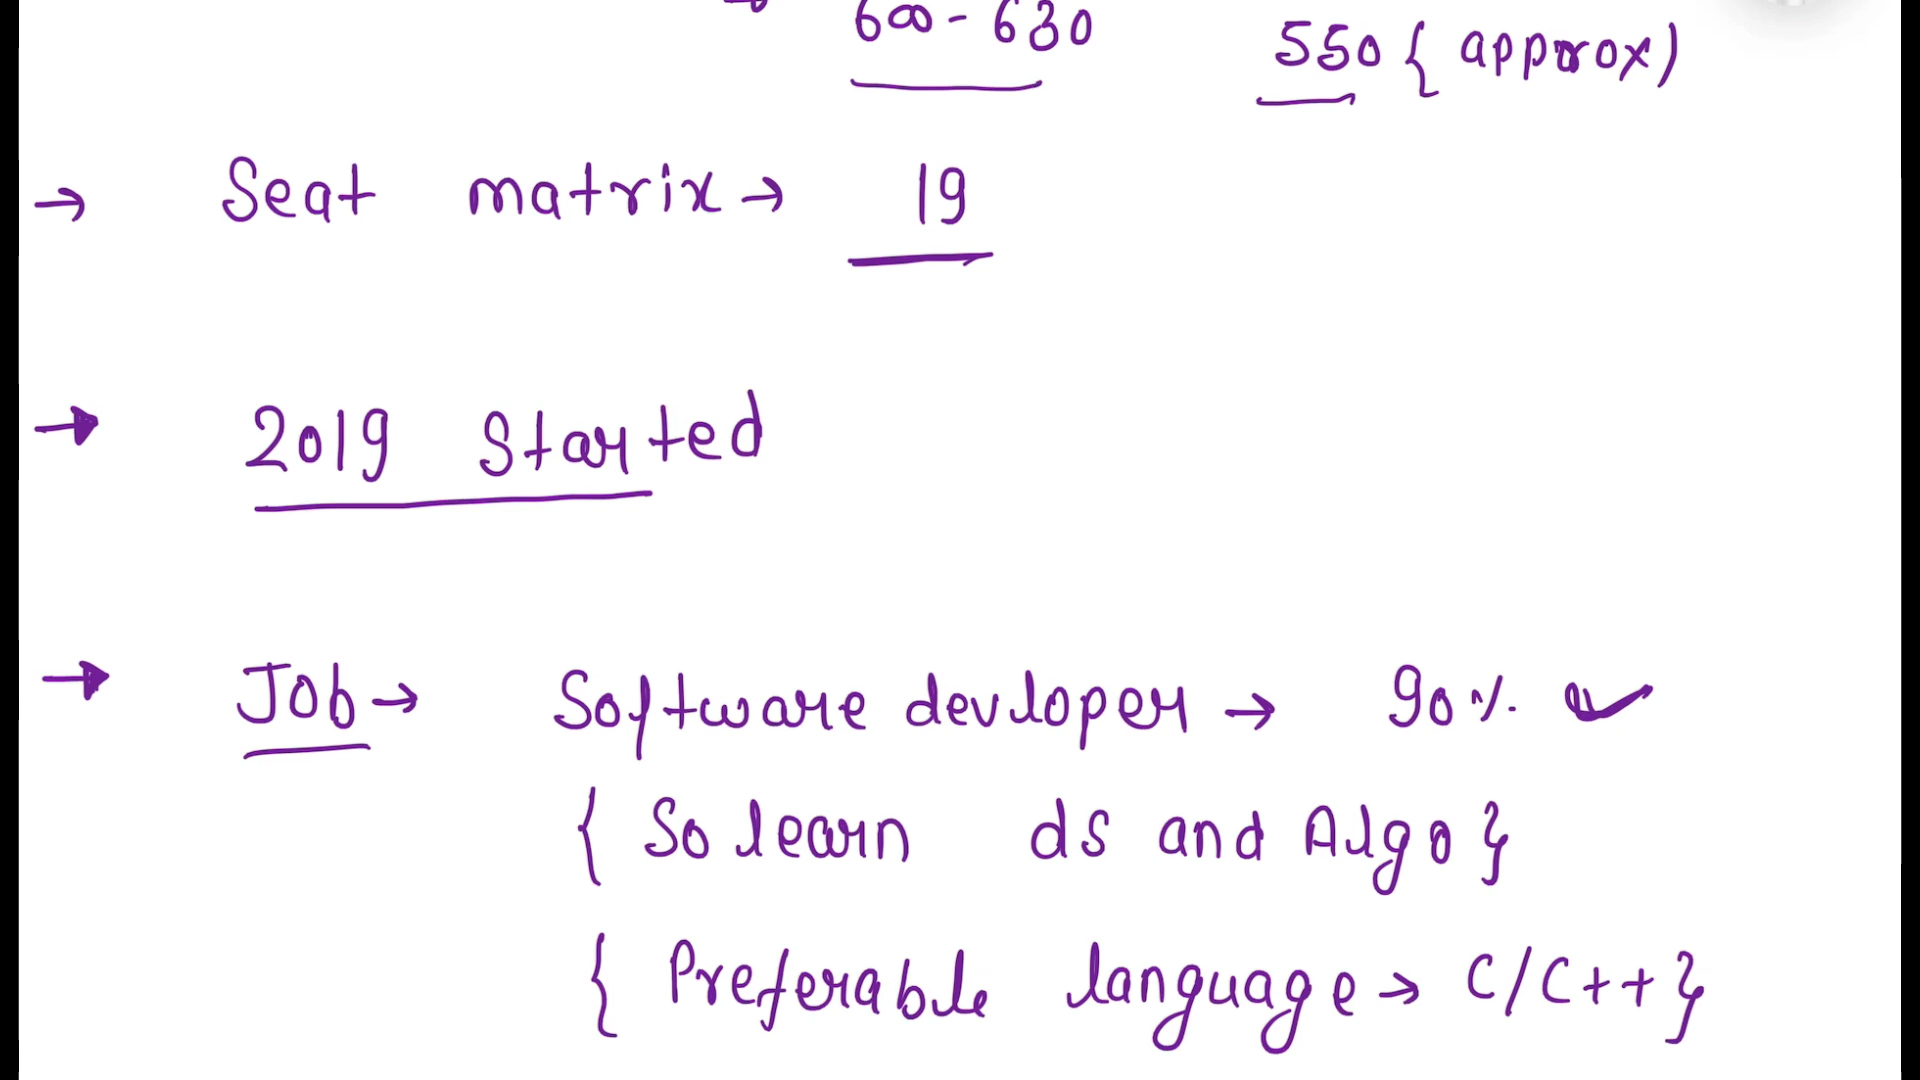 → 600 - 630 550 { approx )
→ Seat matrix → 19
→ 2019 Started
→ Job → Software devloper → 90% ✓
{ So learn ds and Algo }
{ Preferable language → C/C++ }